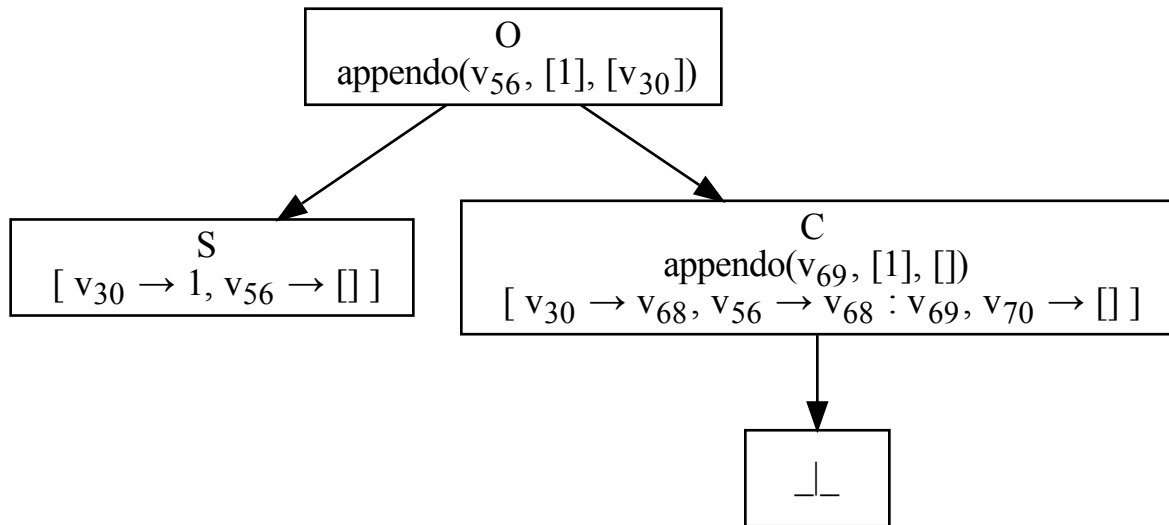 O
appendo(v₅₆, [1], [v₃₀])
S
[ v₃₀ → 1, v₅₆ → [] ]
C
appendo(v₆₉, [1], [])
[ v₃₀ → v₆₈, v₅₆ → v₆₈ : v₆₉, v₇₀ → [] ]
_|_